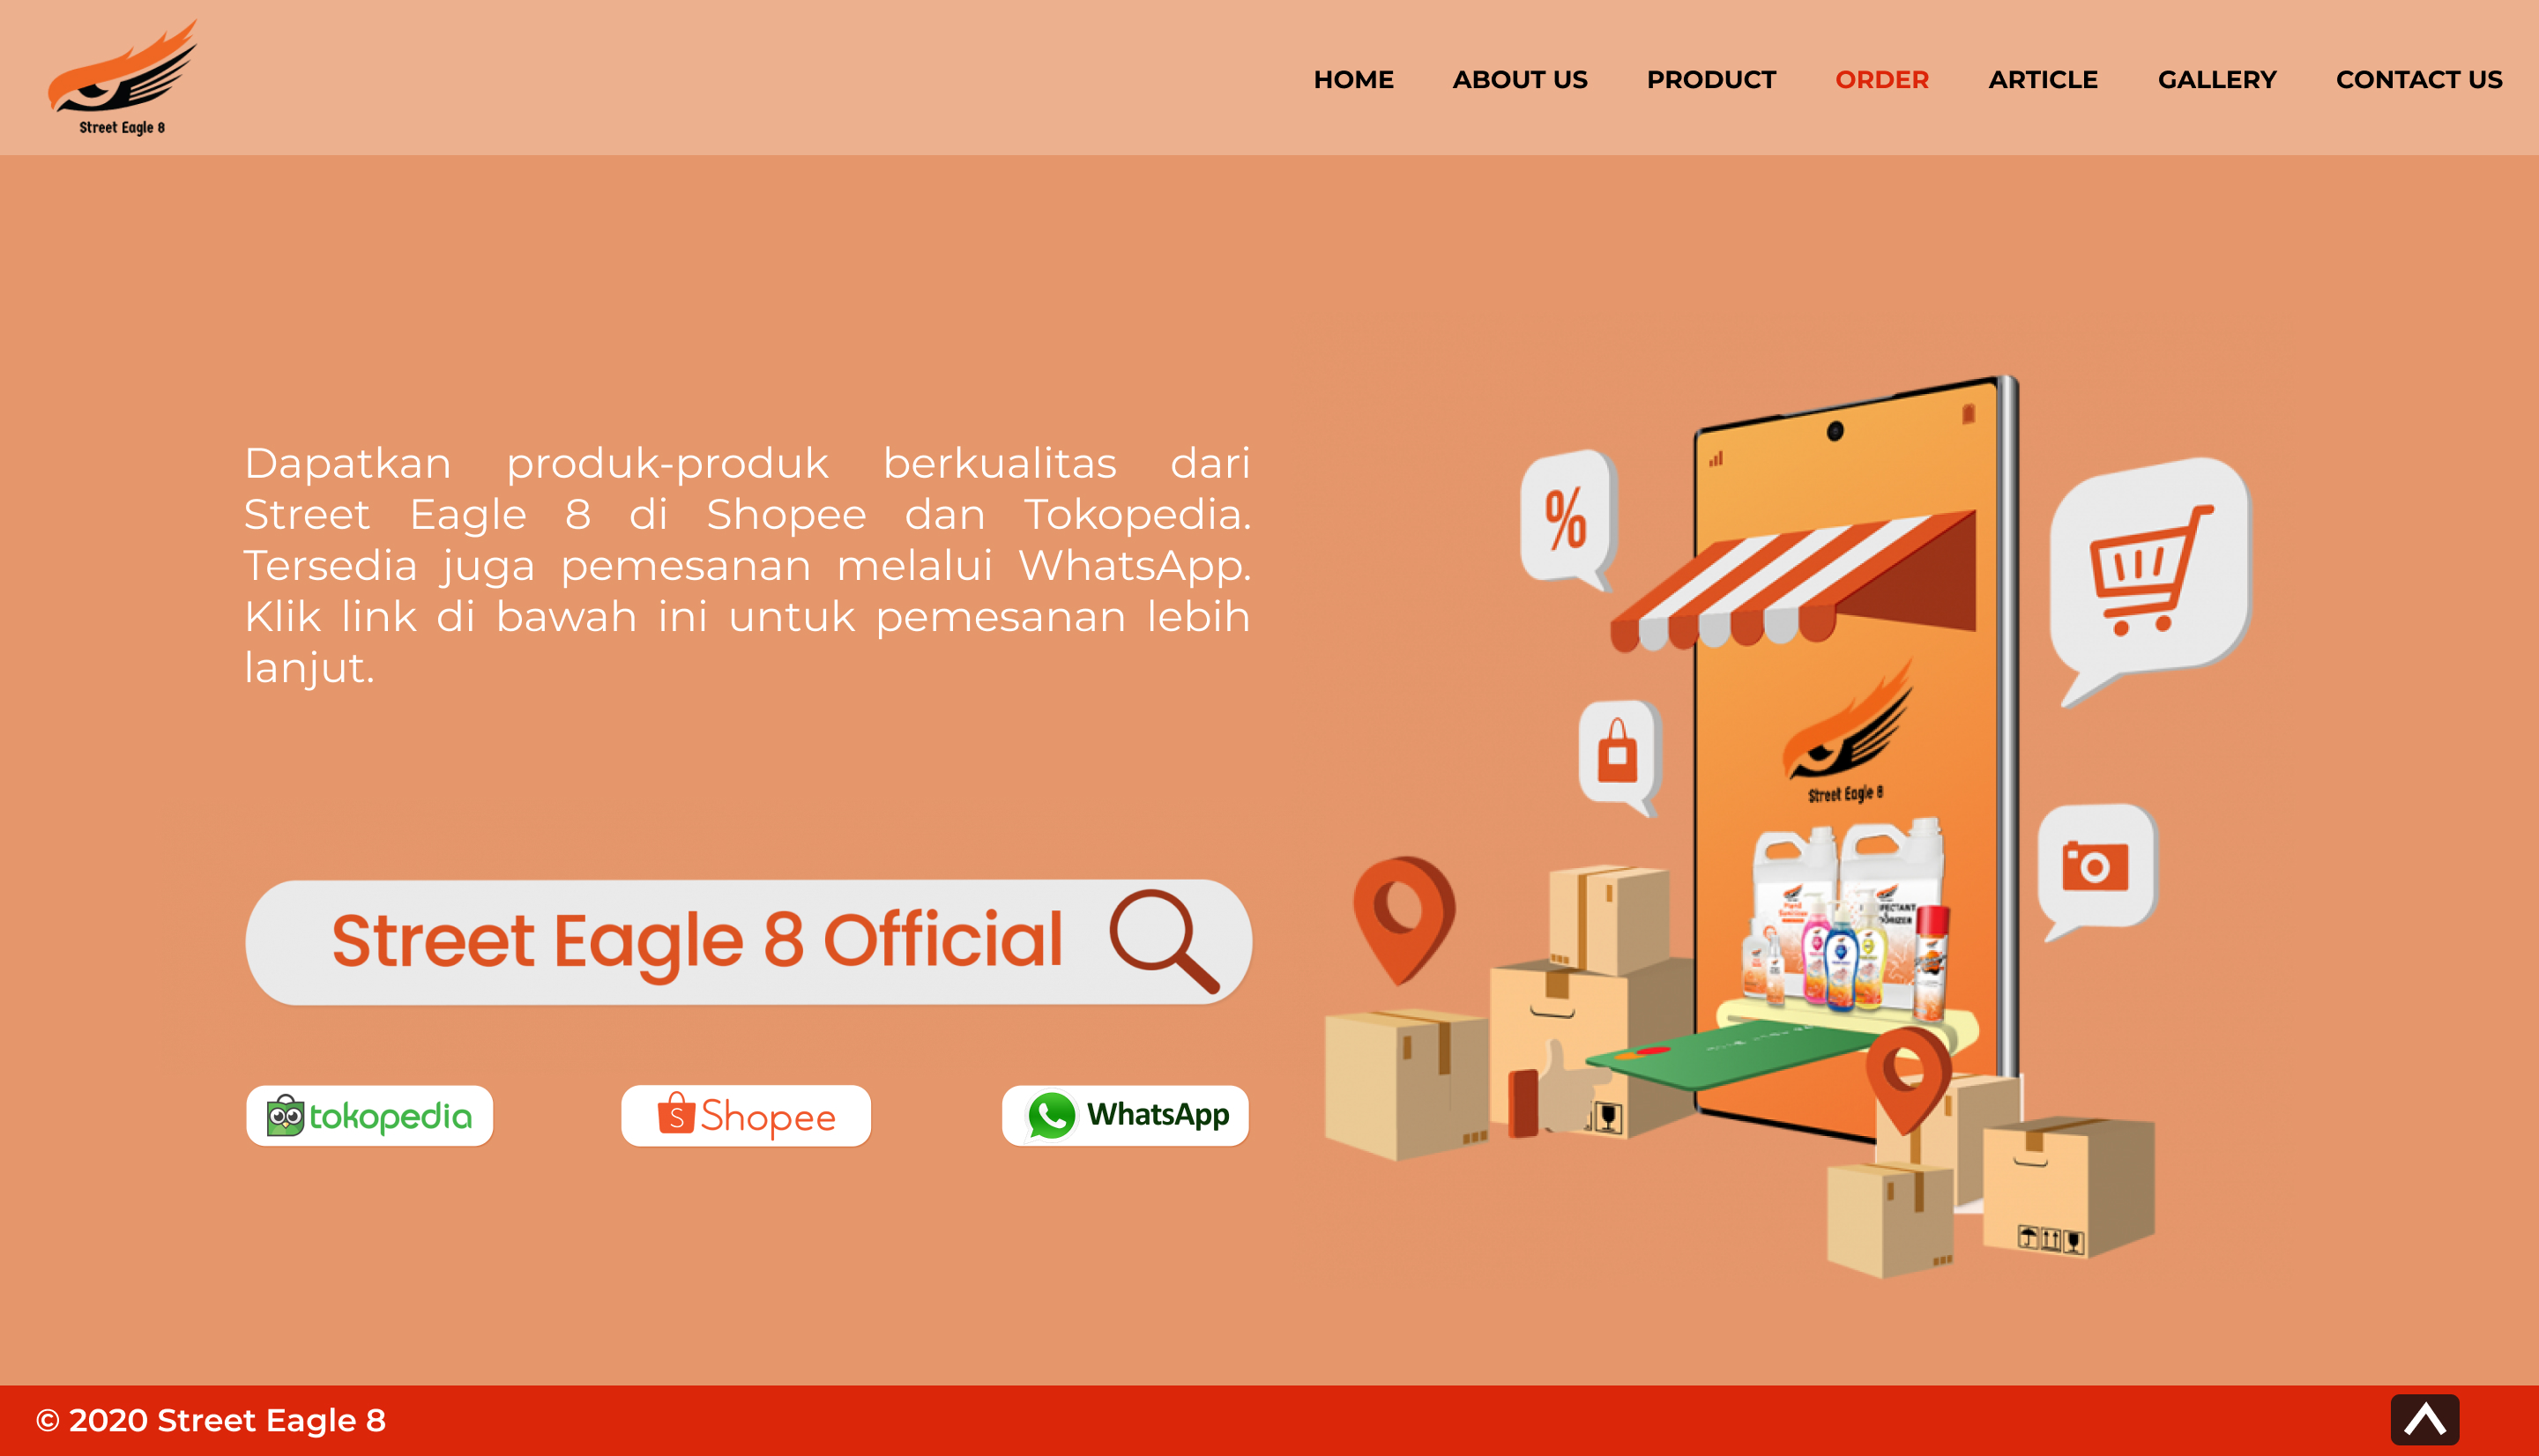 Street Eagle 8
HOME ABOUT US PRODUCT ORDER ARTICLE GALLERY CONTACT US
Dapatkan produk-produk berkualitas dari
Street Eagle 8 di Shopee dan Tokopedia.
Tersedia juga pemesanan melalui WhatsApp.
Klik link di bawah ini untuk pemesanan lebih
lanjut.
%
Street Eagle 8
Street Eagle 8 Official
tokopedia
S Shopee
WhatsApp
© 2020 Street Eagle 8